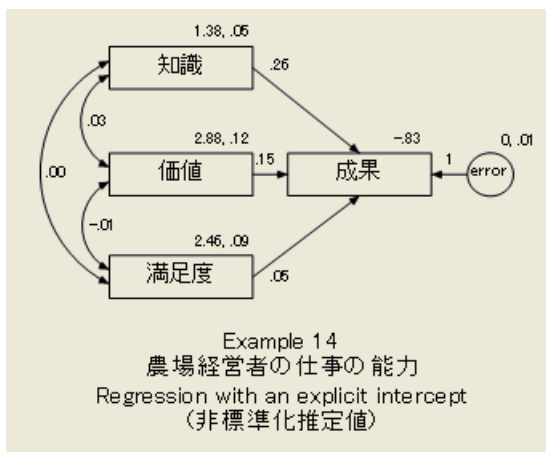 1.38, .05
知識
.26
.03
2.88, .12
-.83
0, .01
.00
価値
.15
成果
1
error
-.01
2.46, .09
満足度
.05
Example 14
農場経営者の仕事の能力
Regression with an explicit intercept
(非標準化推定値)